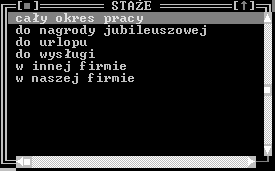 STAŻE
cały okres pracy
do nagrody jubileuszowej
do urlopu
do wysługi
w innej firmie
w naszej firmie